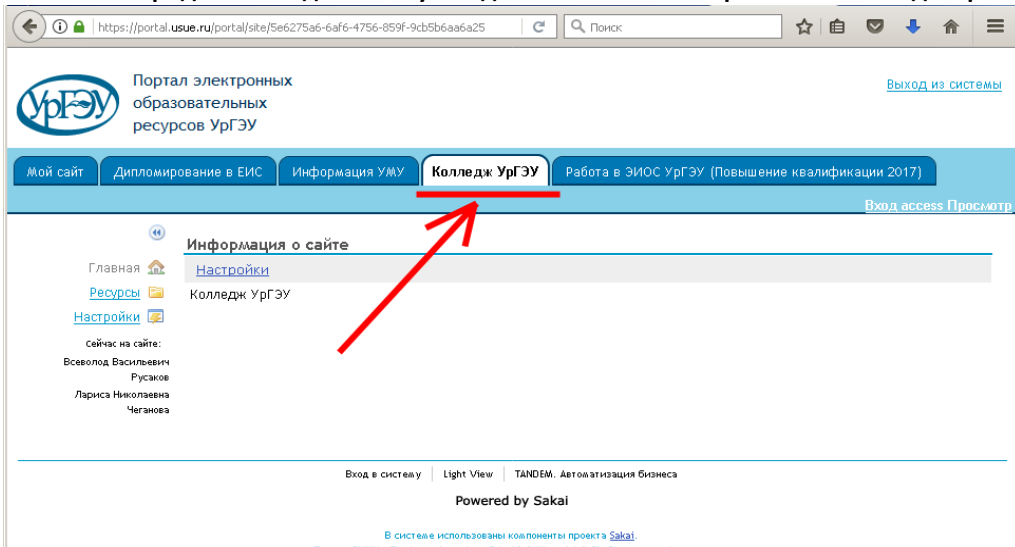 https://portal.usue.ru/portal/site/5e6275a6-6af6-4756-859f-9cb5b6aa6a25
Поиск
УрГЭУ
Портал электронных
образовательных
ресурсов УрГЭУ
Выход из системы
Мой сайт Дипломирование в ЕИС Информация УМУ Колледж УрГЭУ Работа в ЭИОС УрГЭУ (Повышение квалификации 2017)
Вход access Просмотр
Информация о сайте
Главная
Настройки
Ресурсы
Колледж УрГЭУ
Настройки
Сейчас на сайте:
Всеволод Васильевич
Русаков
Лариса Николаевна
Чеганова
Вход в систему Light View TANDEM. Автоматизация бизнеса
Powered by Sakai
В системе использованы компоненты проекта Sakai.